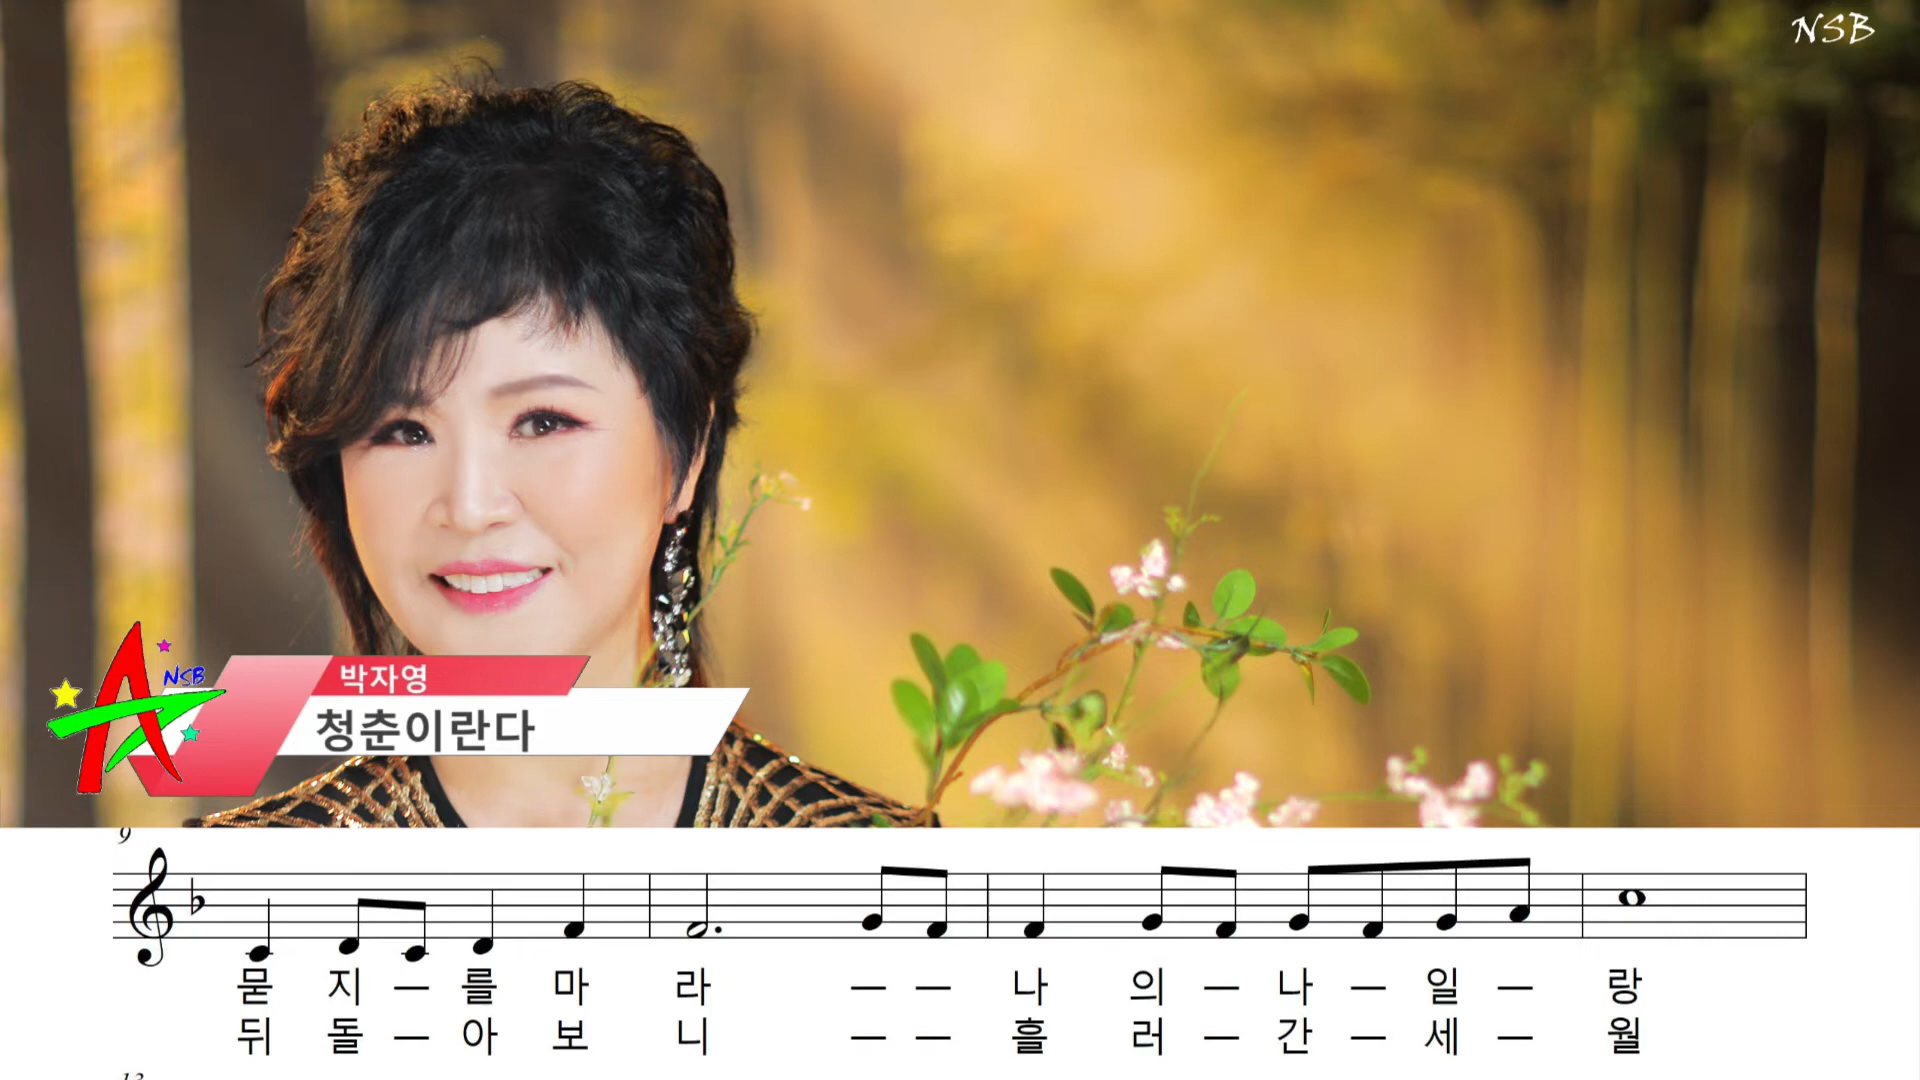 NSB
NSB
박자영
청춘이란다
9
묻 지 — 를 마 라 — — 나 의 — 나 — 일 — 랑
뒤 돌 — 아 보 니 — — 흘 러 — 간 — 세 — 월